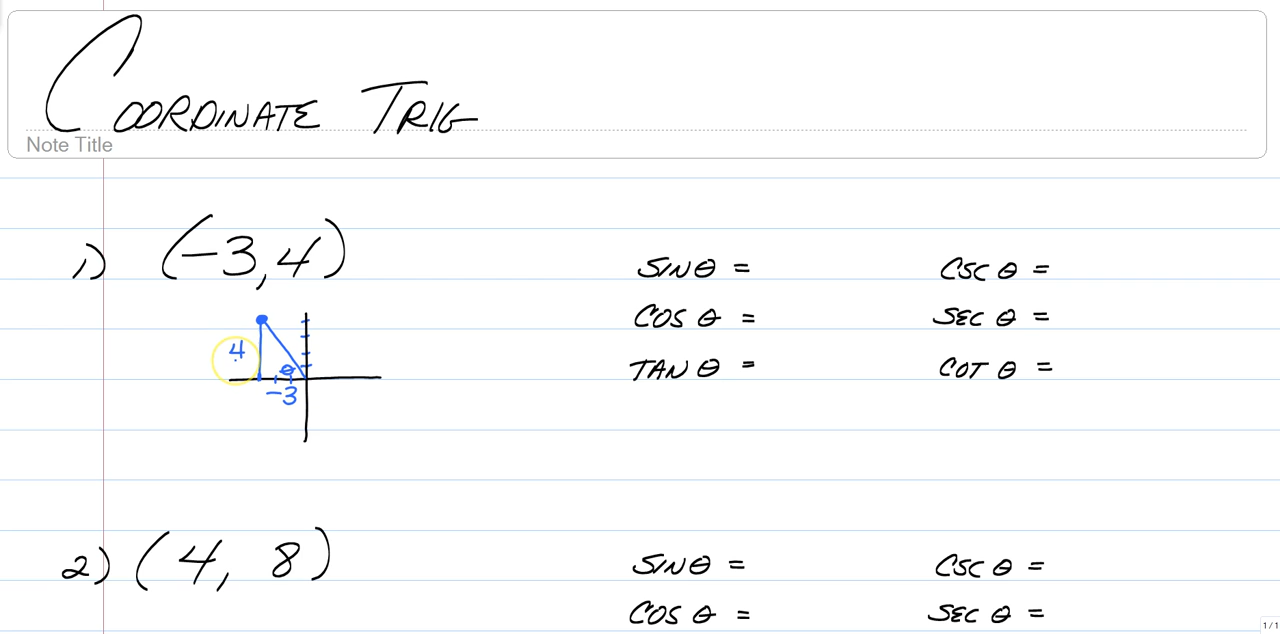 COORDINATE TRIG
Note Title
1) (-3,4)
SIN θ =
CSC θ =
COS θ =
SEC θ =
TAN θ =
COT θ =
4
θ
-3
2) (4, 8)
SIN θ =
CSC θ =
COS θ =
SEC θ =
1/1